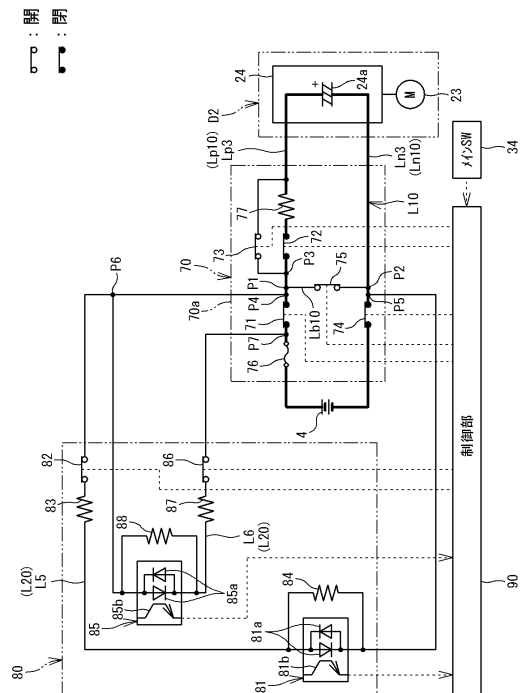 ：開
：閉
24
24a
+
M
23
D2
(Lp10)
Lp3
Ln3
(Ln10)
メインSW
34
L10
77
73
72
70
75
P6
P3
P1
P2
70a
P4
P5
71
Lb10
74
P7
76
4
制御部
82
86
83
87
88
L6
(L20)
(L20)
L5
85a
85b
85
84
81a
81b
81
80
90